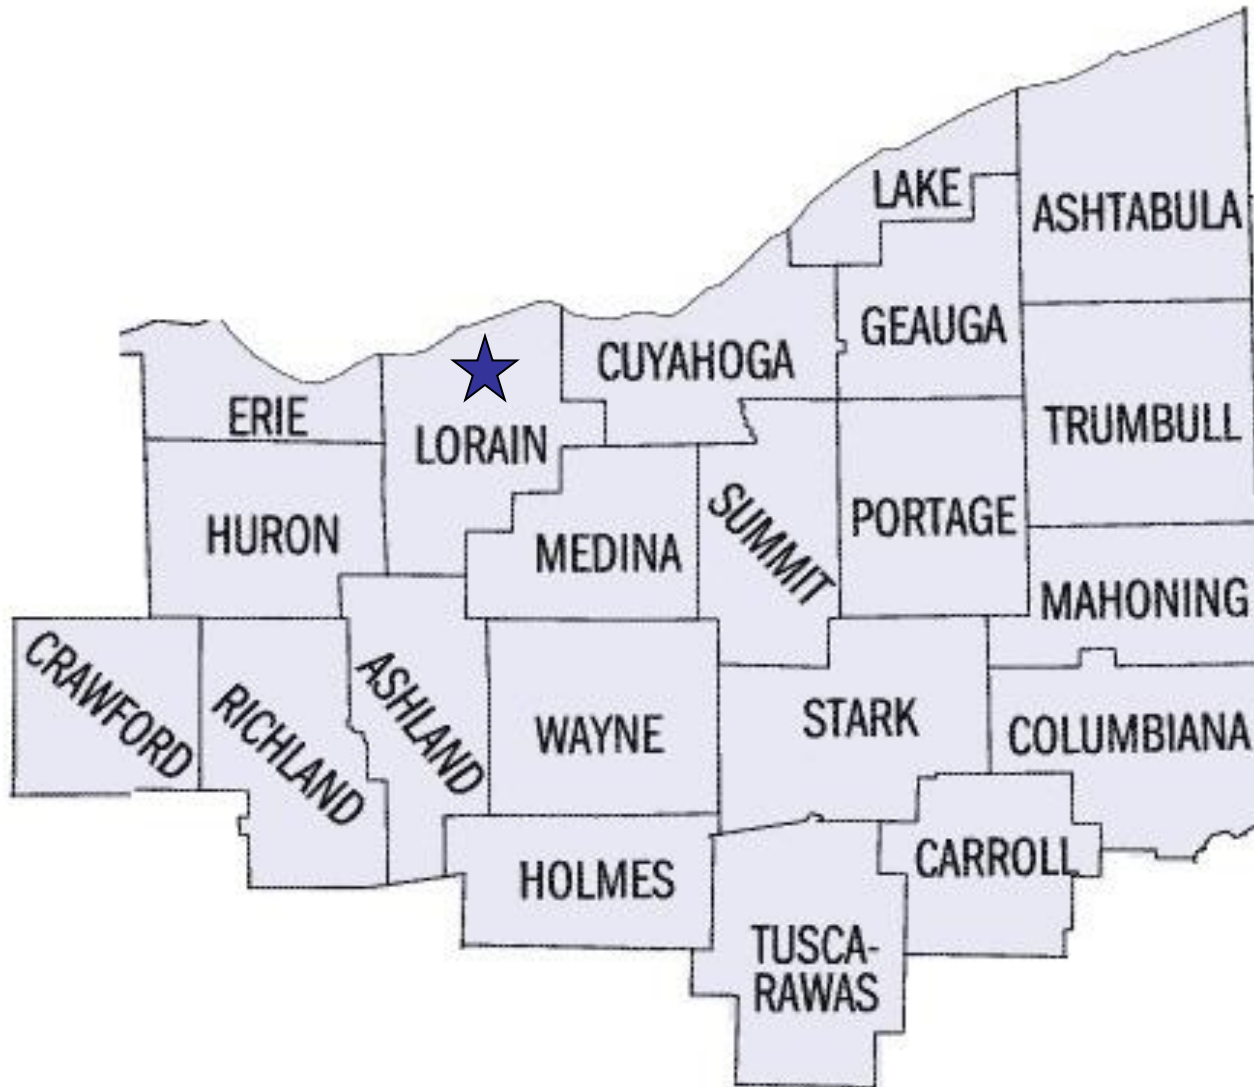 LAKE
ASHTABULA
GEAUGA
CUYAHOGA
ERIE
LORAIN
TRUMBULL
HURON
MEDINA
SUMMIT
PORTAGE
MAHONING
CRAWFORD
RICHLAND
ASHLAND
WAYNE
STARK
COLUMBIANA
HOLMES
CARROLL
TUSCA-
RAWAS